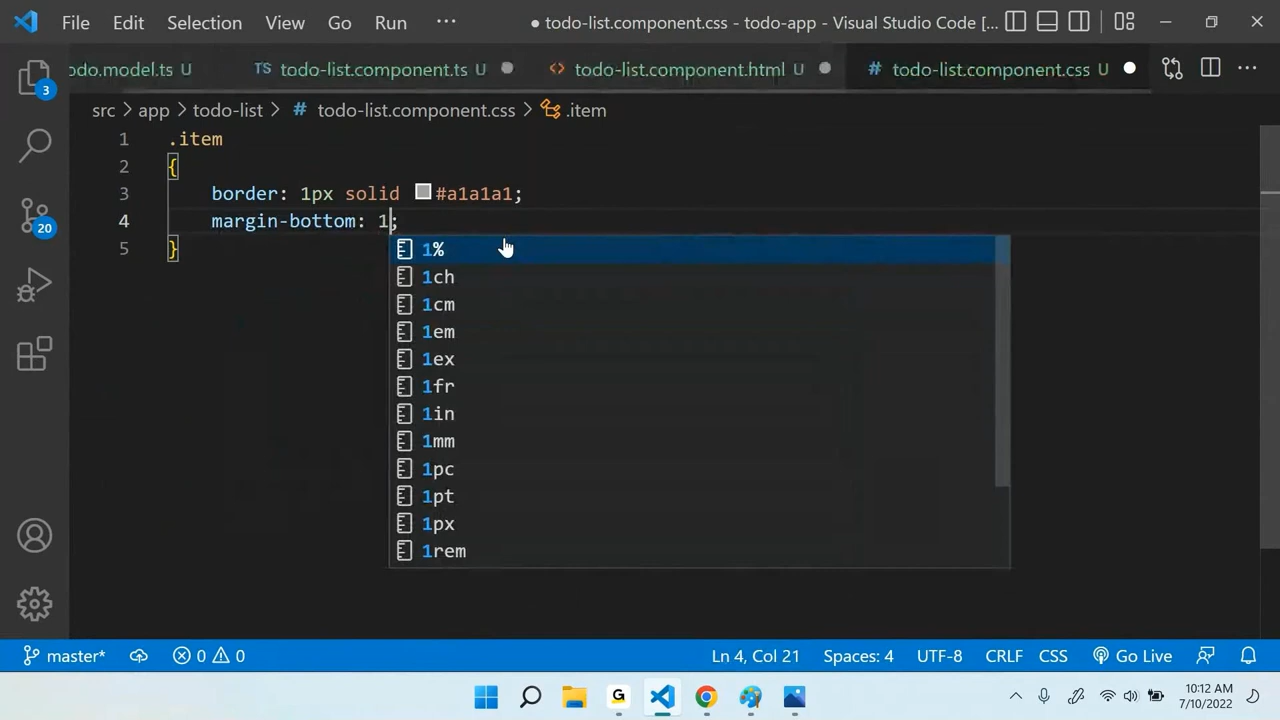 File Edit Selection View Go Run ··· ● todo-list.component.css - todo-app - Visual Studio Code [...
odo.model.ts U TS todo-list.component.ts U ● <> todo-list.component.html U ● # todo-list.component.css U ● ···
src > app > todo-list > # todo-list.component.css > .item
1 .item
2 {
3 border: 1px solid #a1a1a1;
4 margin-bottom: 1;
5 }
1%
1ch
1cm
1em
1ex
1fr
1in
1mm
1pc
1pt
1px
1rem
3
20
master* 0 0 Ln 4, Col 21 Spaces: 4 UTF-8 CRLF CSS Go Live
G
10:12 AM
7/10/2022